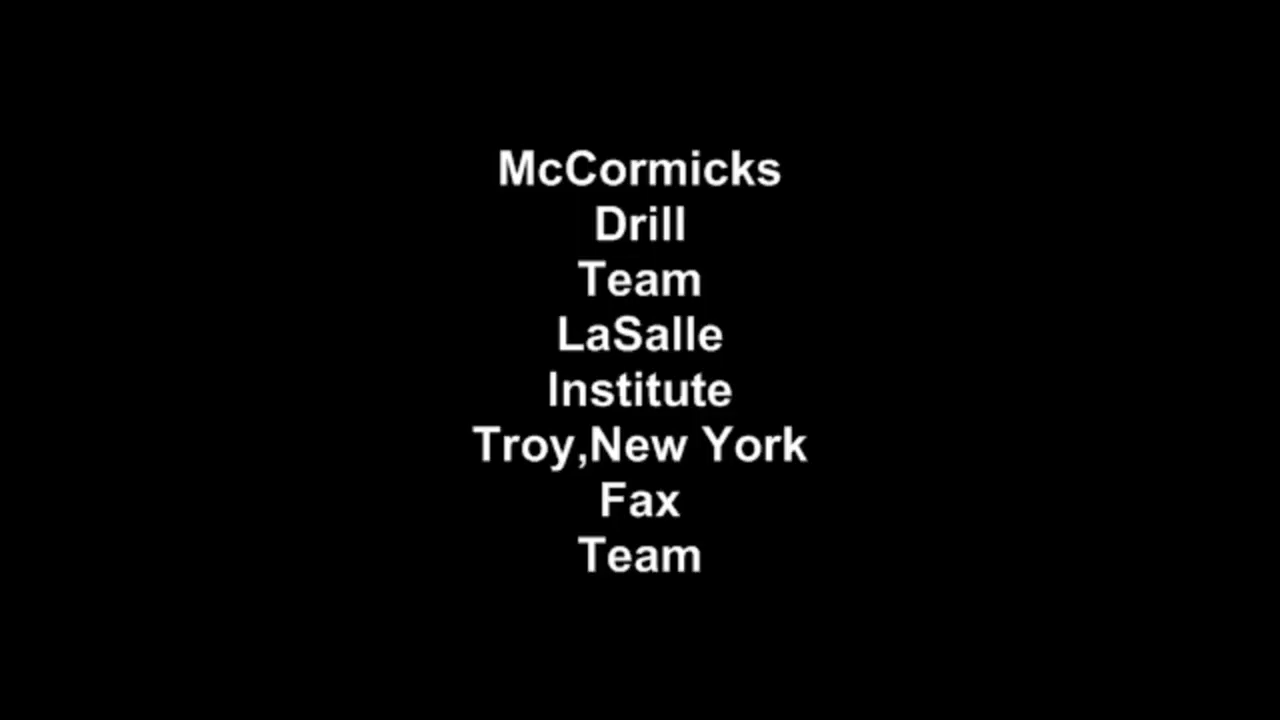 McCormicks
Drill
Team
LaSalle
Institute
Troy,New York
Fax
Team